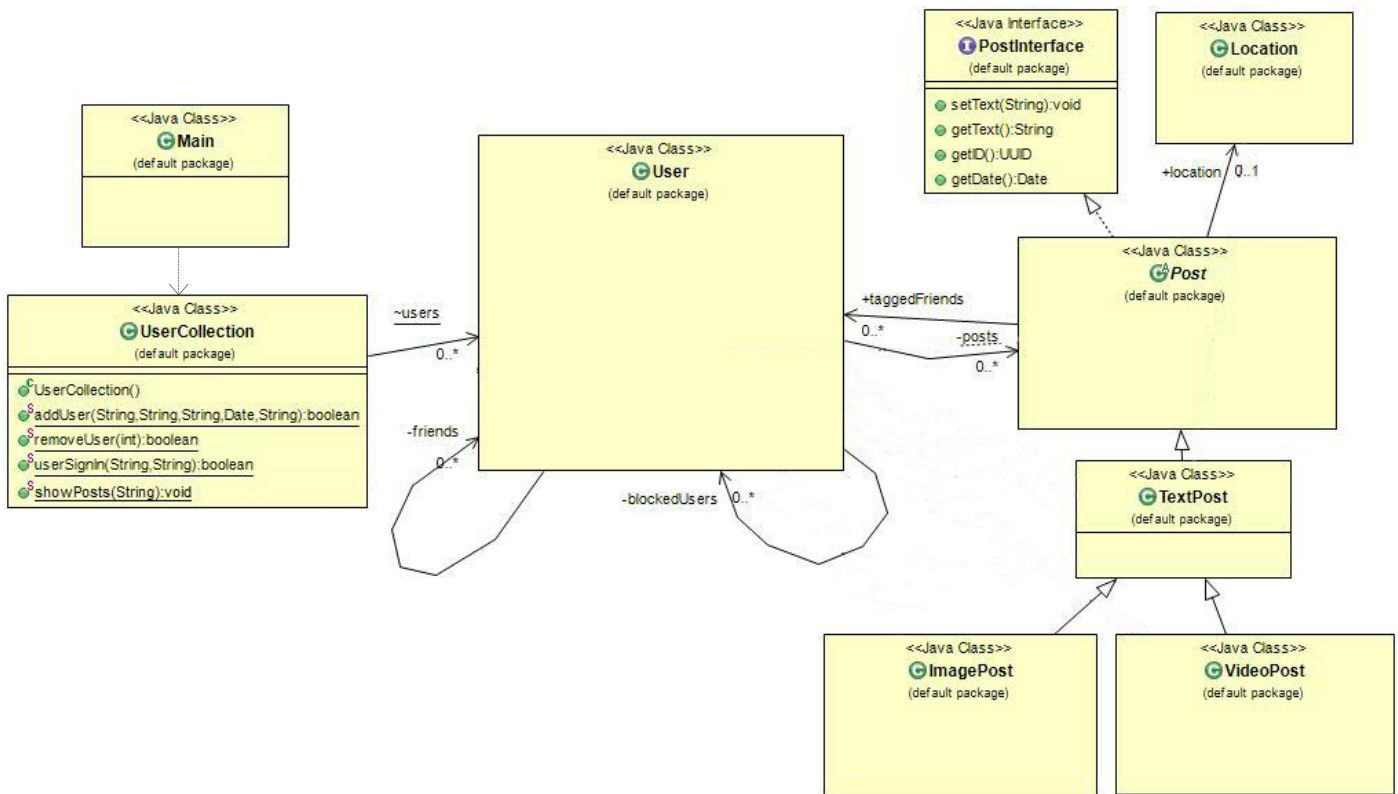 <<Java Class>>
Main
(default package)
<<Java Class>>
UserCollection
(default package)
UserCollection()
addUser(String,String,String,Date,String):boolean
removeUser(int):boolean
userSignIn(String,String):boolean
showPosts(String):void
~users
0..*
<<Java Class>>
User
(default package)
-friends
0..*
-blockedUsers
0..*
+taggedFriends
0..*
-posts
0..*
<<Java Interface>>
PostInterface
(default package)
setText(String):void
getText():String
getID():UUID
getDate():Date
<<Java Class>>
Location
(default package)
+location
0..1
<<Java Class>>
Post
(default package)
<<Java Class>>
TextPost
(default package)
<<Java Class>>
ImagePost
(default package)
<<Java Class>>
VideoPost
(default package)